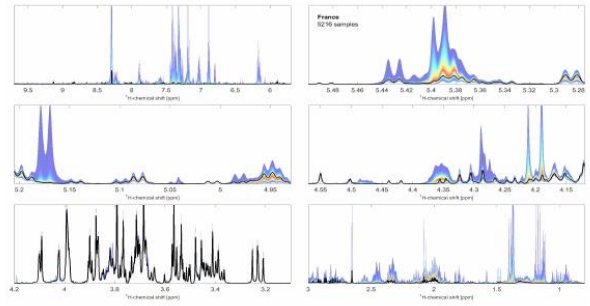 9.5 9 8.5 8 7.5 7 6.5 6
¹H-chemical shift [ppm]
France
5216 samples
5.48 5.46 5.44 5.42 5.4 5.38 5.36 5.34 5.32 5.3 5.28
¹H-chemical shift [ppm]
5.2 5.15 5.1 5.05 5 4.95
¹H-chemical shift [ppm]
4.55 4.5 4.45 4.4 4.35 4.3 4.25 4.2 4.15
¹H-chemical shift [ppm]
4.2 4 3.8 3.6 3.4 3.2
¹H-chemical shift [ppm]
3 2.5 2 1.5 1
¹H-chemical shift [ppm]